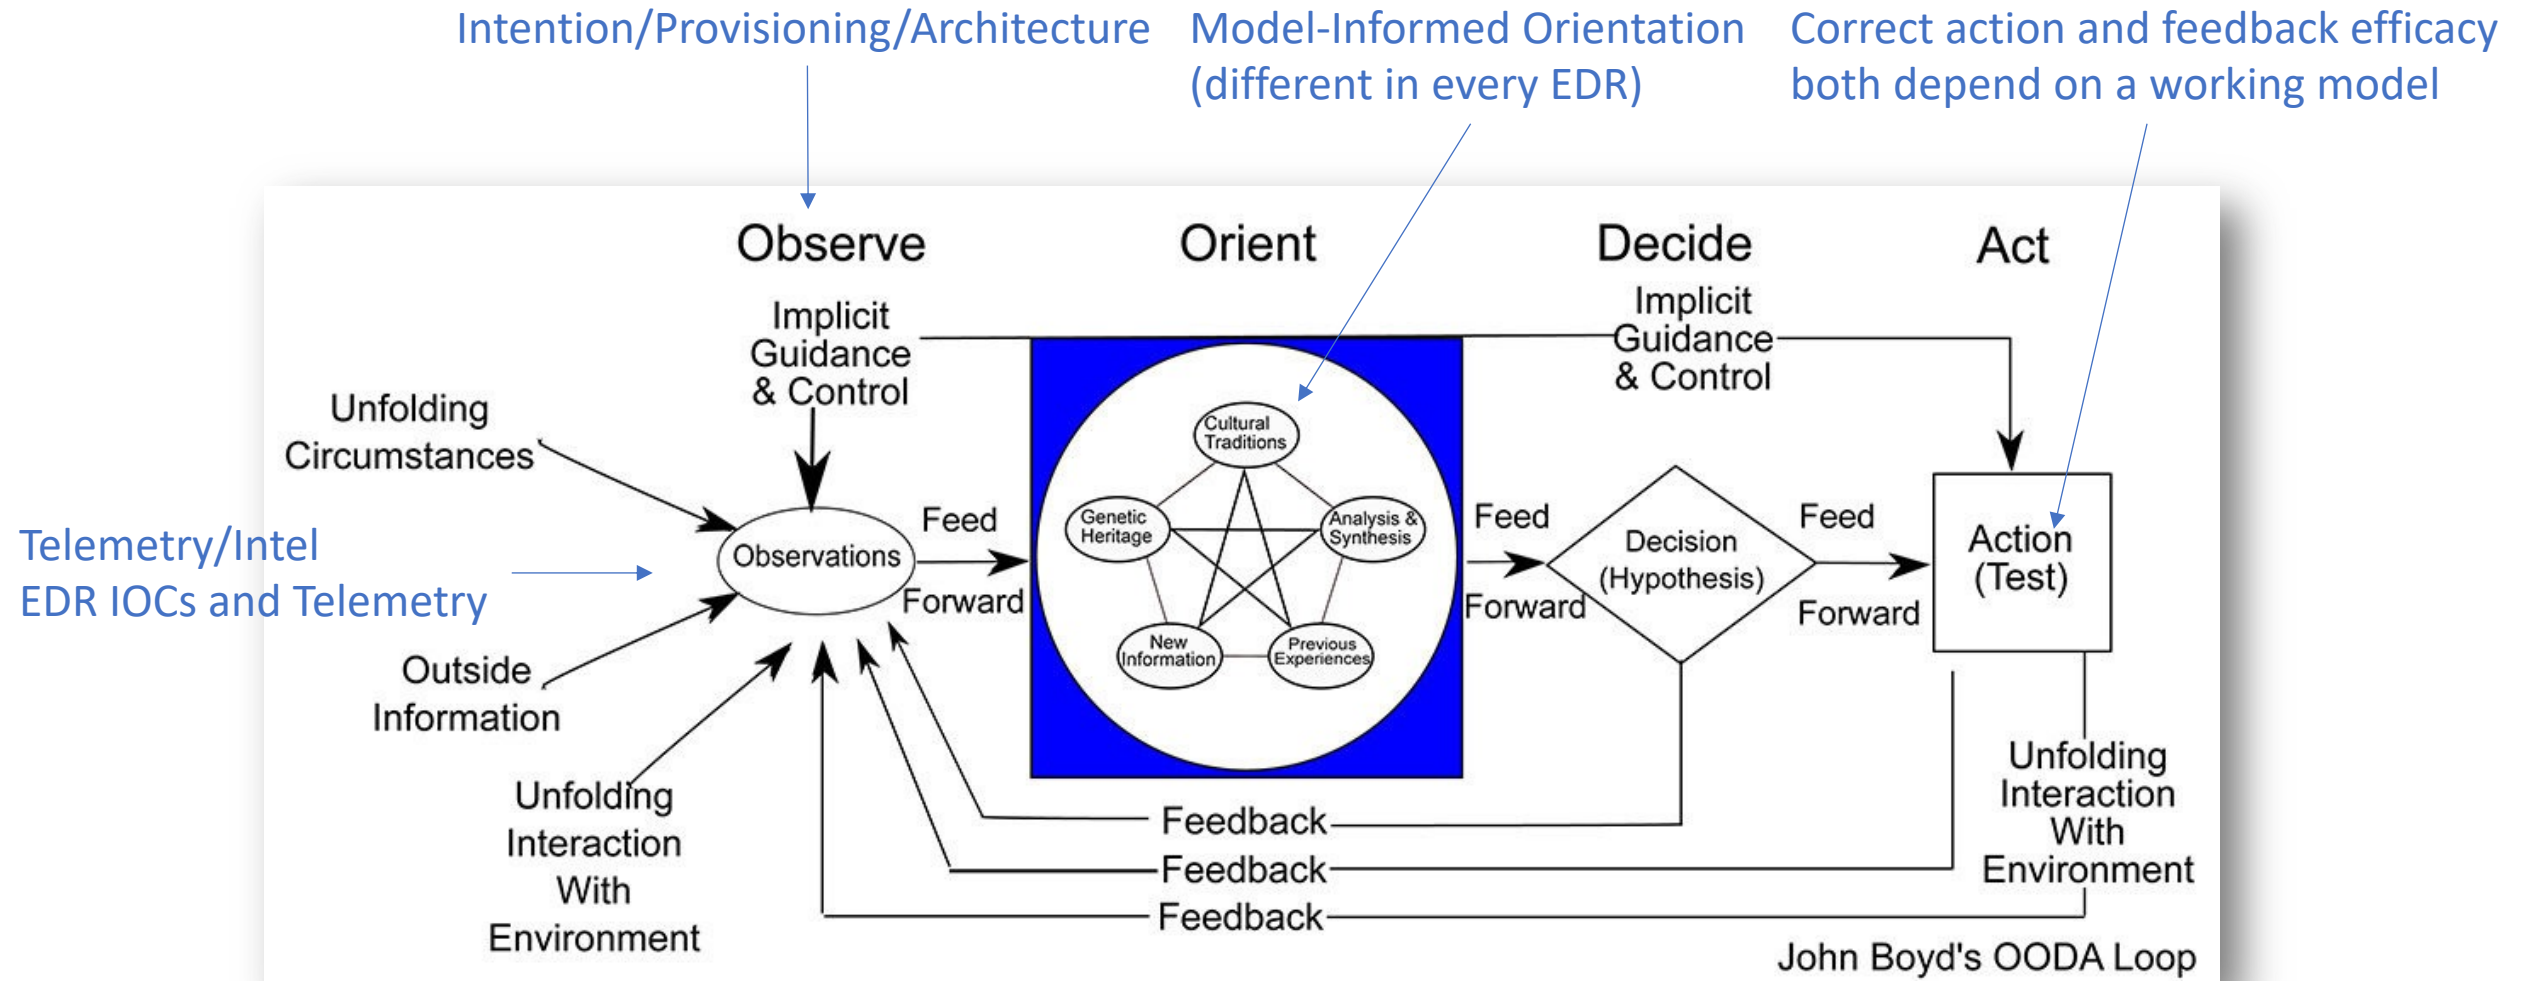 Intention/Provisioning/Architecture
Model-Informed Orientation
(different in every EDR)
Correct action and feedback efficacy
both depend on a working model
Observe
Orient
Decide
Act
Implicit
Guidance
& Control
Implicit
Guidance
& Control
Unfolding
Circumstances
Telemetry/Intel
EDR IOCs and Telemetry
Outside
Information
Unfolding
Interaction
With
Environment
Observations
Feed
Forward
Cultural
Traditions
Genetic
Heritage
Analysis &
Synthesis
New
Information
Previous
Experiences
Feed
Forward
Decision
(Hypothesis)
Feed
Forward
Action
(Test)
Unfolding
Interaction
With
Environment
Feedback
Feedback
Feedback
John Boyd's OODA Loop